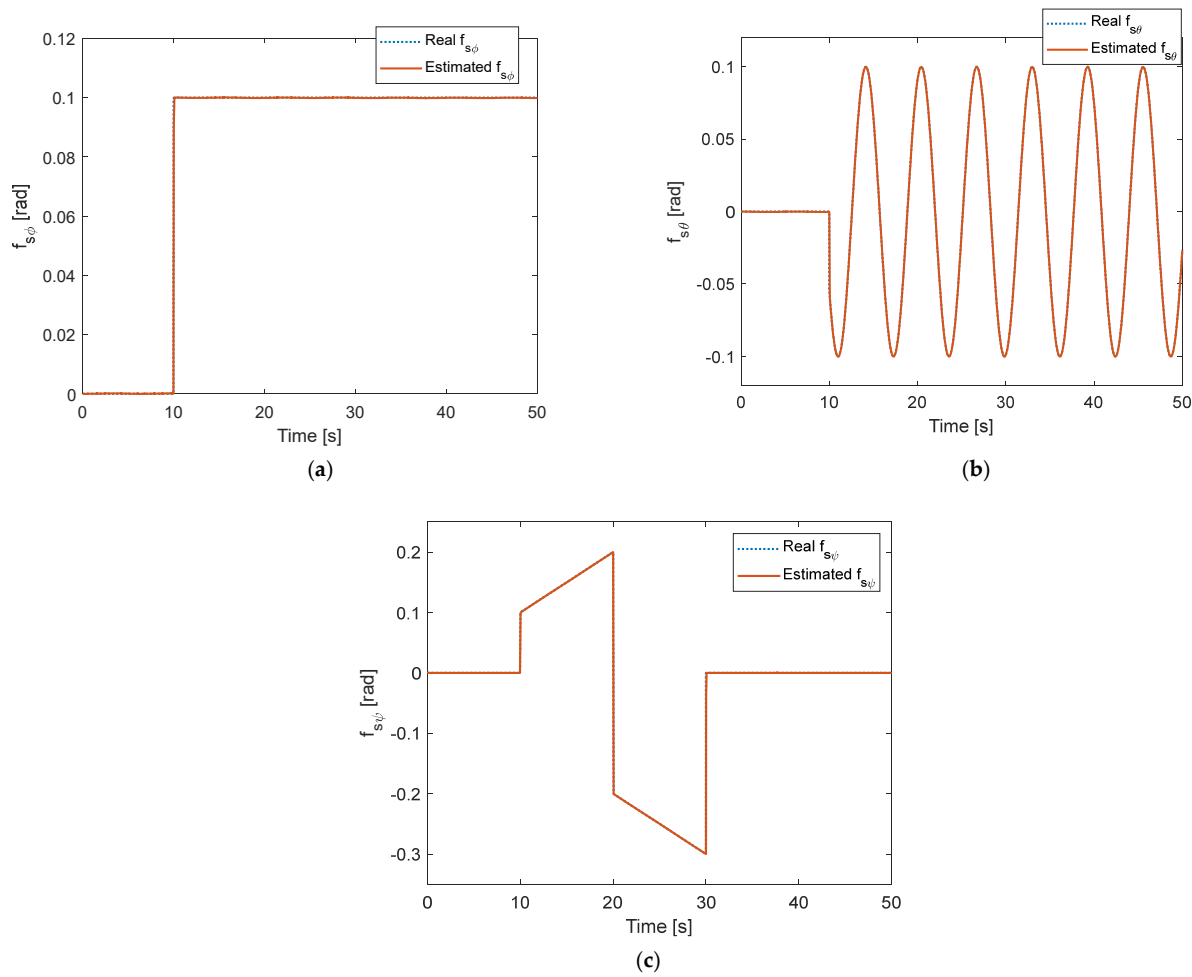 Real f_sϕ
Estimated f_sϕ
0.12
0.1
0.08
0.06
0.04
0.02
0
f_sϕ [rad]
0 10 20 30 40 50
Time [s]
(a)
Real f_sθ
Estimated f_sθ
0.1
0.05
0
-0.05
-0.1
f_sθ [rad]
0 10 20 30 40 50
Time [s]
(b)
Real f_sψ
Estimated f_sψ
0.2
0.1
0
-0.1
-0.2
-0.3
f_sψ [rad]
0 10 20 30 40 50
Time [s]
(c)